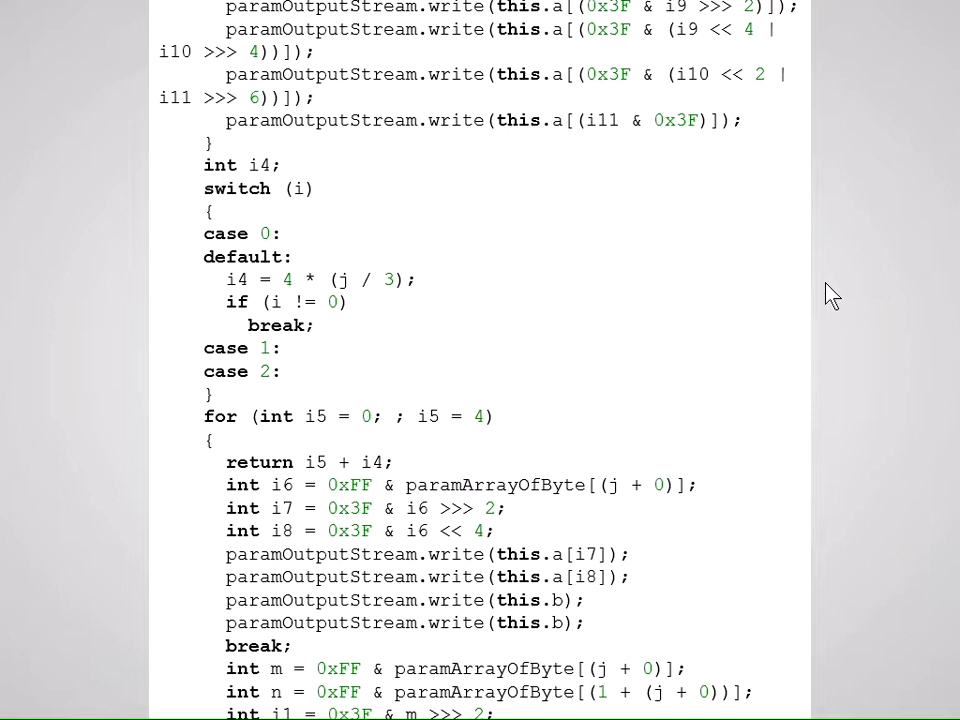 paramOutputStream.write(this.a[(0x3F & i9 >>> 2)]);
paramOutputStream.write(this.a[(0x3F & (i9 << 4 |
i10 >>> 4))]);
paramOutputStream.write(this.a[(0x3F & (i10 << 2 |
i11 >>> 6))]);
paramOutputStream.write(this.a[(i11 & 0x3F)]);
}
int i4;
switch (i)
{
case 0:
default:
i4 = 4 * (j / 3);
if (i != 0)
break;
case 1:
case 2:
}
for (int i5 = 0; ; i5 = 4)
{
return i5 + i4;
int i6 = 0xFF & paramArrayOfByte[(j + 0)];
int i7 = 0x3F & i6 >>> 2;
int i8 = 0x3F & i6 << 4;
paramOutputStream.write(this.a[i7]);
paramOutputStream.write(this.a[i8]);
paramOutputStream.write(this.b);
paramOutputStream.write(this.b);
break;
int m = 0xFF & paramArrayOfByte[(j + 0)];
int n = 0xFF & paramArrayOfByte[(1 + (j + 0))];
int i1 = 0x3F & m >>> 2;